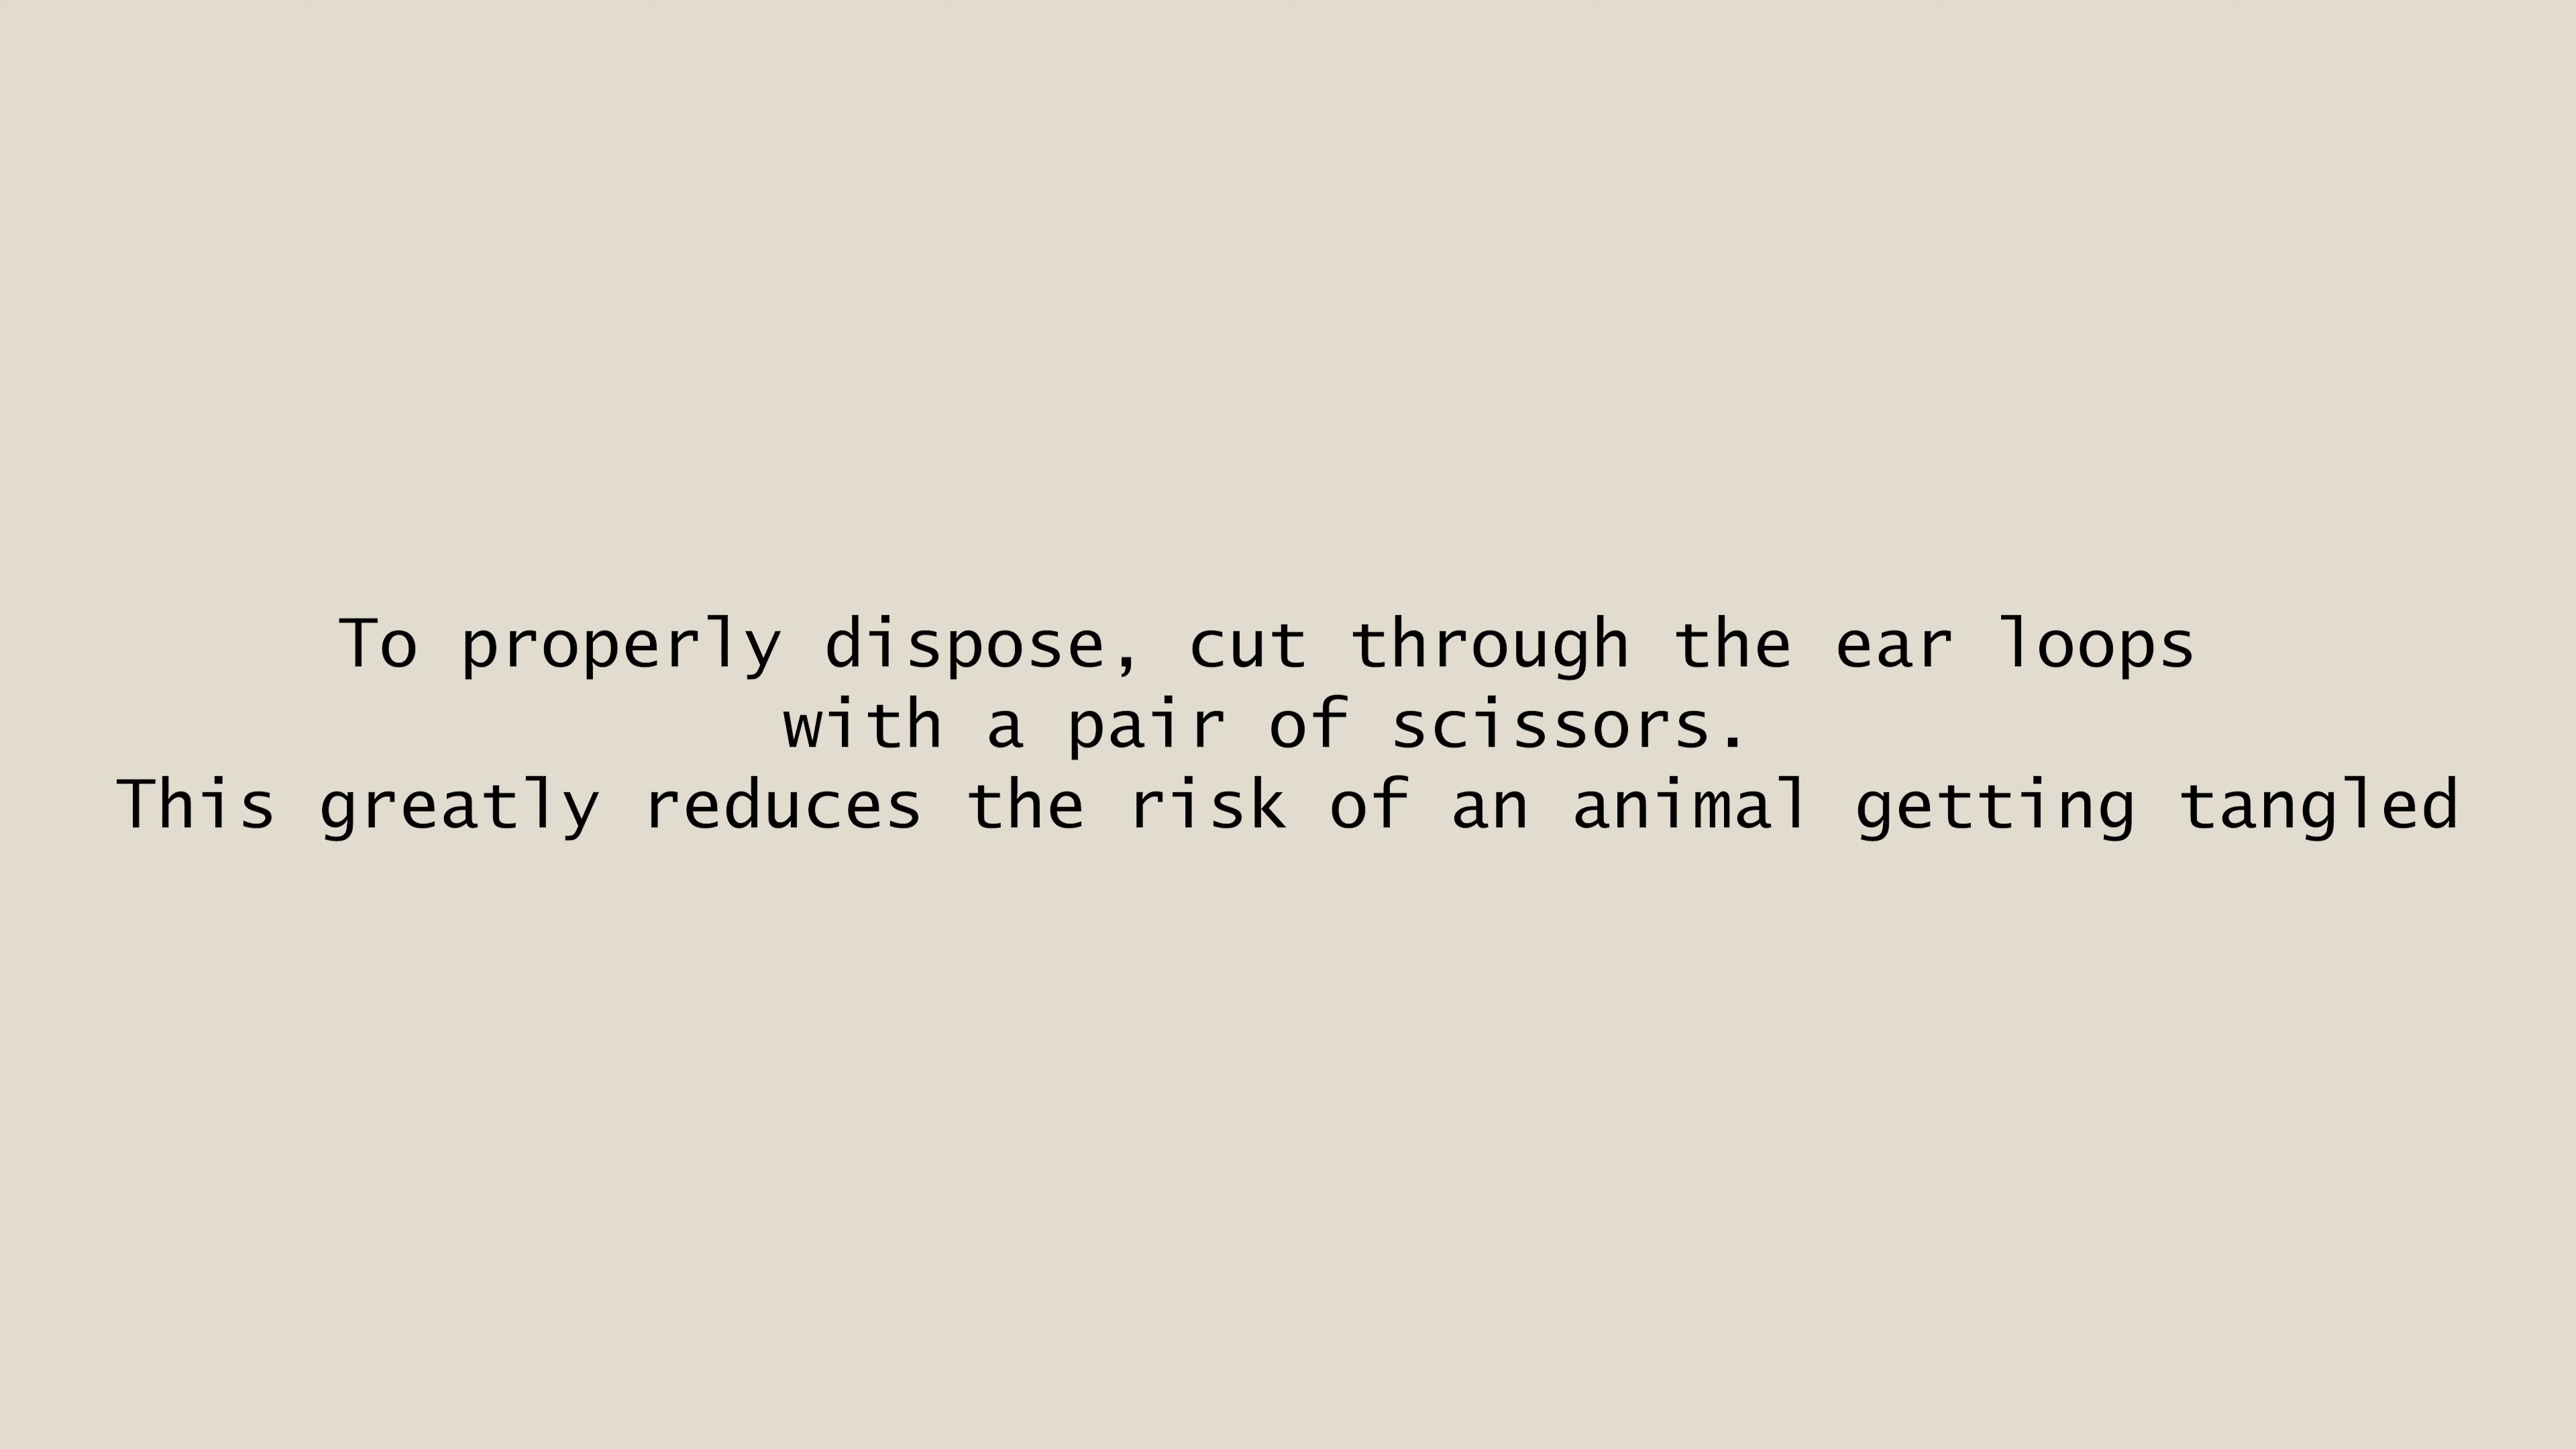 To properly dispose, cut through the ear loops
with a pair of scissors.
This greatly reduces the risk of an animal getting tangled